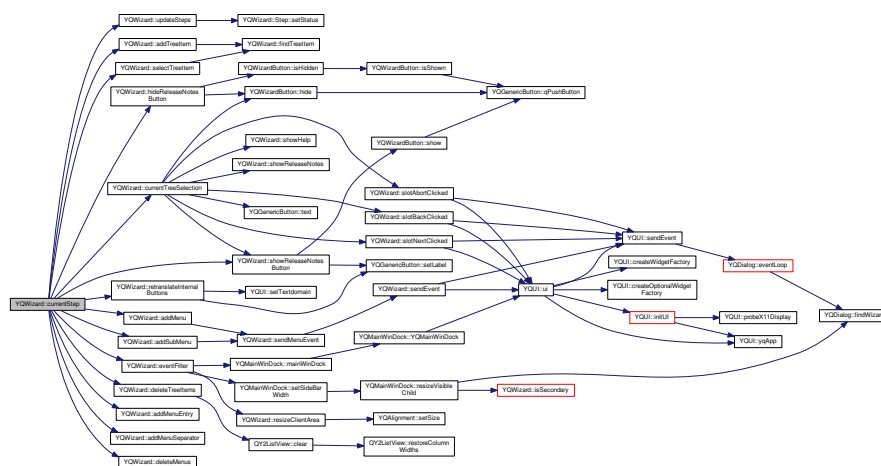 YQWizard::updateSteps
YQWizard::Step::setStatus
YQWizard::addTreeItem
YQWizard::findTreeItem
YQWizard::selectTreeItem
YQWizardButton::isHidden
YQWizardButton::isShown
YQWizard::hideReleaseNotes
Button
YQWizardButton::hide
YQGenericButton::qPushButton
YQWizard::showHelp
YQWizardButton::show
YQWizard::showReleaseNotes
YQWizard::currentTreeSelection
YQWizard::slotAbortClicked
YQGenericButton::text
YQWizard::slotBackClicked
YQWizard::slotNextClicked
YQUI::sendEvent
YQWizard::showReleaseNotes
Button
YQGenericButton::setLabel
YQUI::createWidgetFactory
YQDialog::eventLoop
YQWizard::retranslateInternal
Buttons
YQUI::setTextdomain
YQWizard::sendEvent
YQUI::ui
YQUI::createOptionalWidget
Factory
YQWizard::currentStep
YQWizard::addMenu
YQUI::initUI
YQUI::probeX11Display
YQDialog::findWizard
YQWizard::addSubMenu
YQWizard::sendMenuEvent
YQMainWinDock::YQMainWinDock
YQUI::yqApp
YQWizard::eventFilter
YQMainWinDock::mainWinDock
YQWizard::deleteTreeItems
YQMainWinDock::setSideBar
Width
YQMainWinDock::resizeVisible
Child
YQWizard::isSecondary
YQWizard::addMenuEntry
YQWizard::resizeClientArea
YQAlignment::setSize
YQWizard::addMenuSeparator
QY2ListView::clear
QY2ListView::restoreColumn
Widths
YQWizard::deleteMenus